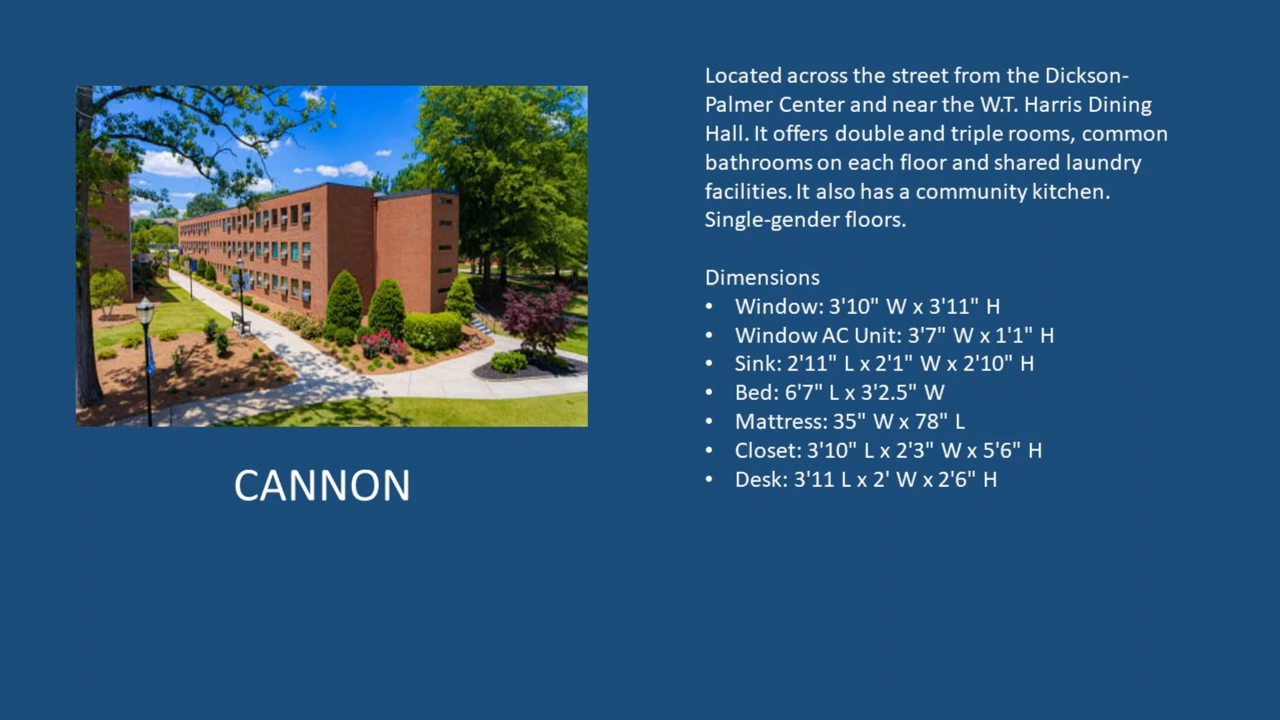 Located across the street from the Dickson-
Palmer Center and near the W.T. Harris Dining
Hall. It offers double and triple rooms, common
bathrooms on each floor and shared laundry
facilities. It also has a community kitchen.
Single-gender floors.
Dimensions
• Window: 3'10" W x 3'11" H
• Window AC Unit: 3'7" W x 1'1" H
• Sink: 2'11" L x 2'1" W x 2'10" H
• Bed: 6'7" L x 3'2.5" W
• Mattress: 35" W x 78" L
• Closet: 3'10" L x 2'3" W x 5'6" H
• Desk: 3'11 L x 2' W x 2'6" H
CANNON